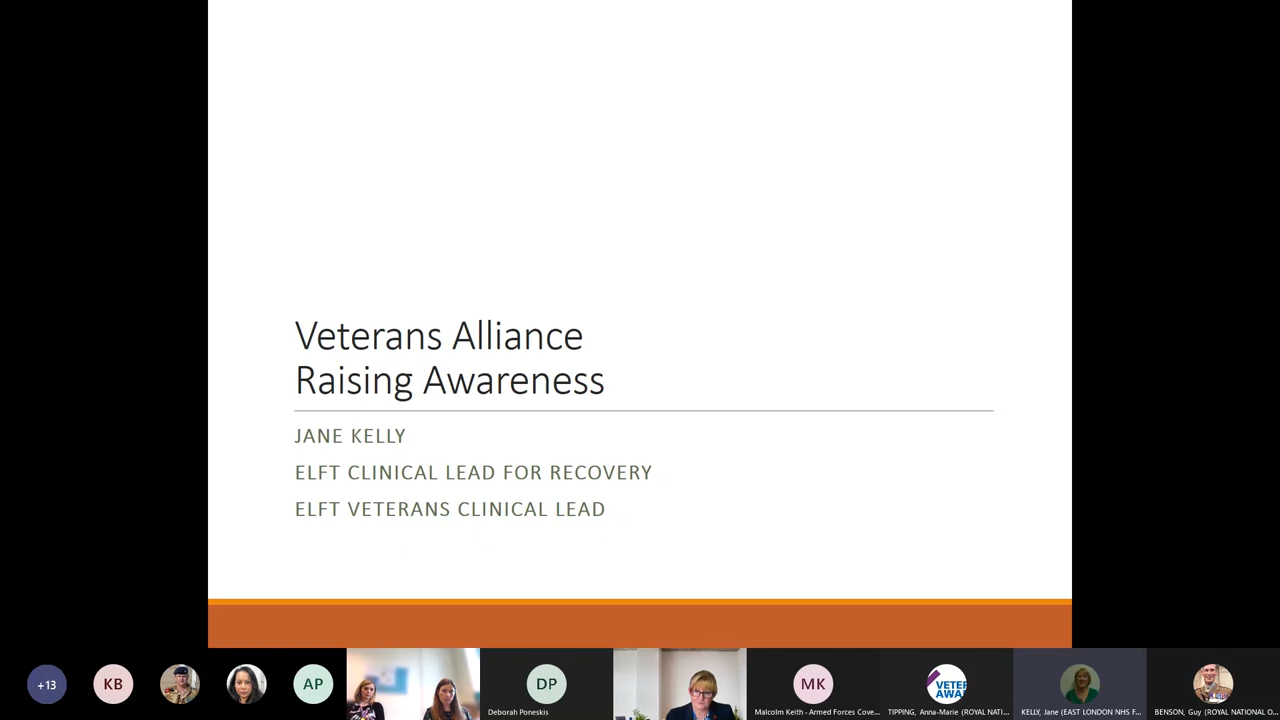 Veterans Alliance
Raising Awareness
JANE KELLY
ELFT CLINICAL LEAD FOR RECOVERY
ELFT VETERANS CLINICAL LEAD
+13
KB
AP
DP
Deborah Poneskis
MK
Malcolm Keith - Armed Forces Cove...
VETER
AWA
TIPPING, Anna-Marie (ROYAL NATI...
KELLY, Jane (EAST LONDON NHS F...
BENSON, Guy (ROYAL NATIONAL O...